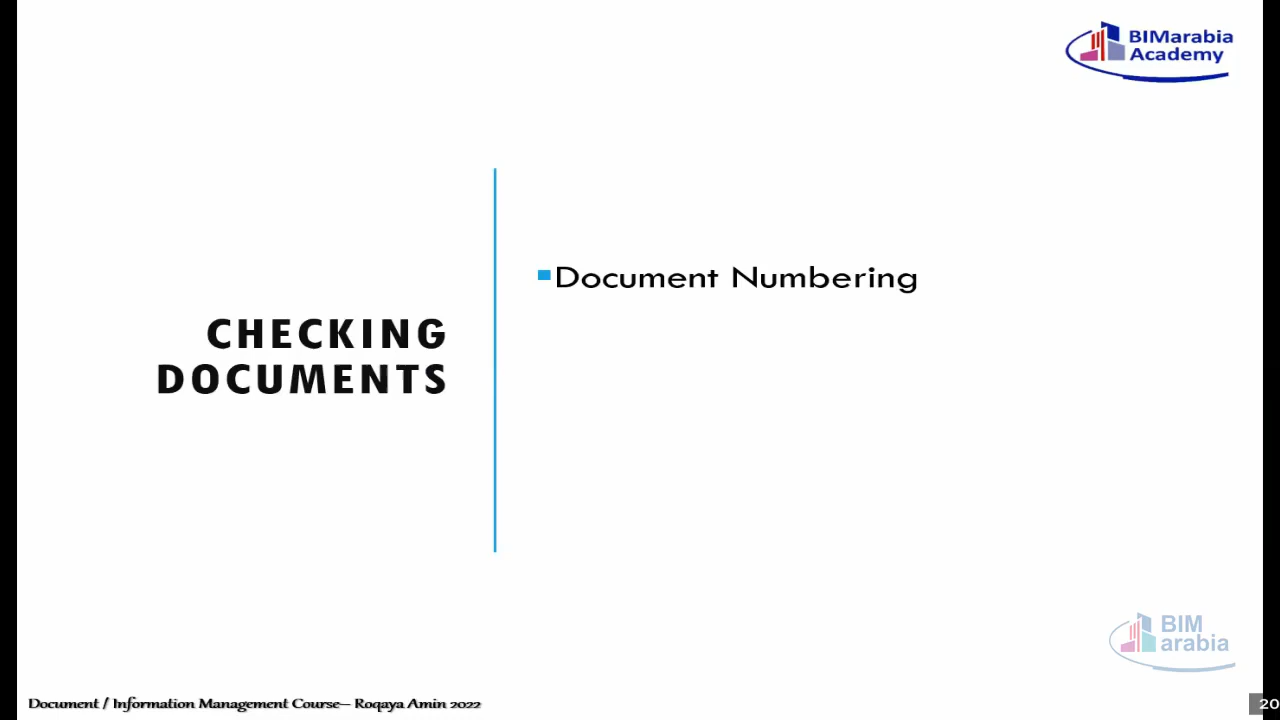 BIMarabia
Academy
CHECKING
DOCUMENTS
Document Numbering
BIM
arabia
Document / Information Management Course– Roqaya Amin 2022
20